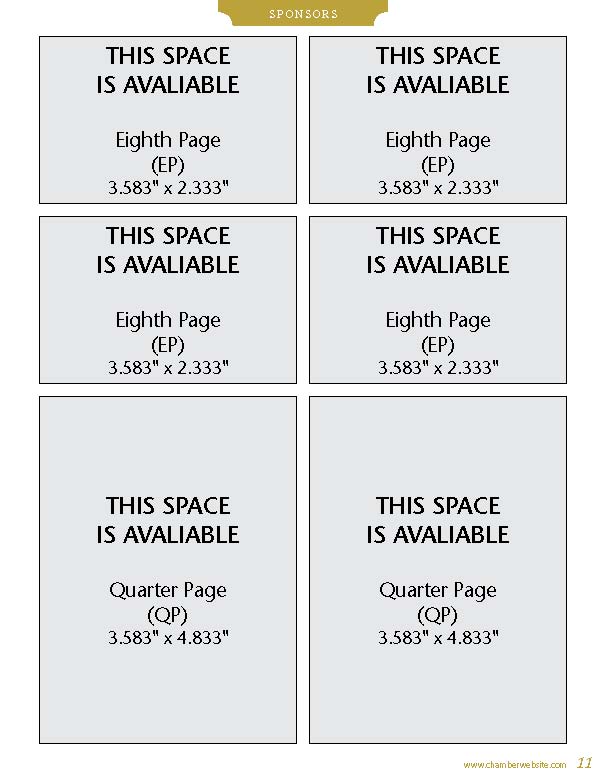 SPONSORS
THIS SPACE
IS AVALIABLE
Eighth Page
(EP)
3.583" x 2.333"
THIS SPACE
IS AVALIABLE
Eighth Page
(EP)
3.583" x 2.333"
THIS SPACE
IS AVALIABLE
Eighth Page
(EP)
3.583" x 2.333"
THIS SPACE
IS AVALIABLE
Eighth Page
(EP)
3.583" x 2.333"
THIS SPACE
IS AVALIABLE
Quarter Page
(QP)
3.583" x 4.833"
THIS SPACE
IS AVALIABLE
Quarter Page
(QP)
3.583" x 4.833"
www.chamberwebsite.com 11